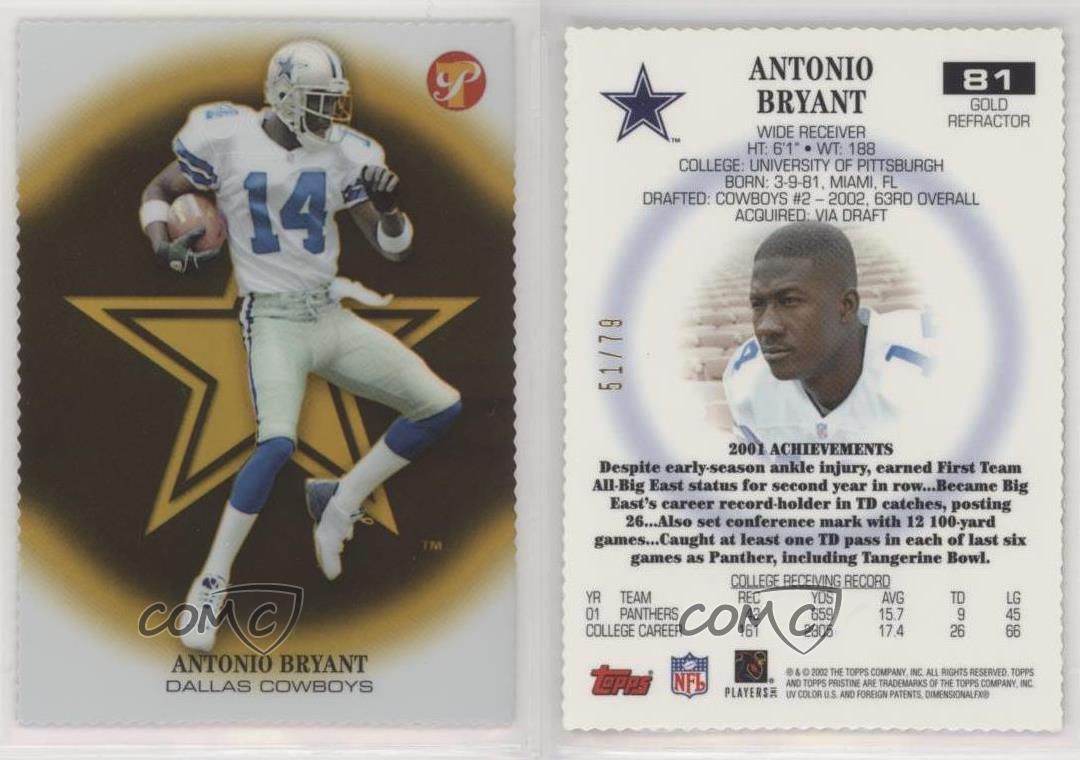 P
14
TM
COMC
ANTONIO BRYANT
DALLAS COWBOYS
81
GOLD
REFRACTOR
TM
ANTONIO
BRYANT
WIDE RECEIVER
HT: 6'1" • WT: 188
COLLEGE: UNIVERSITY OF PITTSBURGH
BORN: 3-9-81, MIAMI, FL
DRAFTED: COWBOYS #2 – 2002, 63RD OVERALL
ACQUIRED: VIA DRAFT
1
2001 ACHIEVEMENTS
Despite early-season ankle injury, earned First Team
All-Big East status for second year in row...Became Big
East's career record-holder in TD catches, posting
26...Also set conference mark with 12 100-yard
games...Caught at least one TD pass in each of last six
games as Panther, including Tangerine Bowl.
COLLEGE RECEIVING RECORD
YR TEAM REC YDS AVG TD LG
01 PANTHERS 659 15.7 9 45
COLLEGE CAREER 161 2305 17.4 26 66
COMC
Topps NFL PLAYERS INC
® & © 2002 THE TOPPS COMPANY, INC. ALL RIGHTS RESERVED. TOPPS
AND TOPPS PRISTINE ARE TRADEMARKS OF THE TOPPS COMPANY, INC.
UV COLOR U.S. AND FOREIGN PATENTS, DIMENSIONALFX®